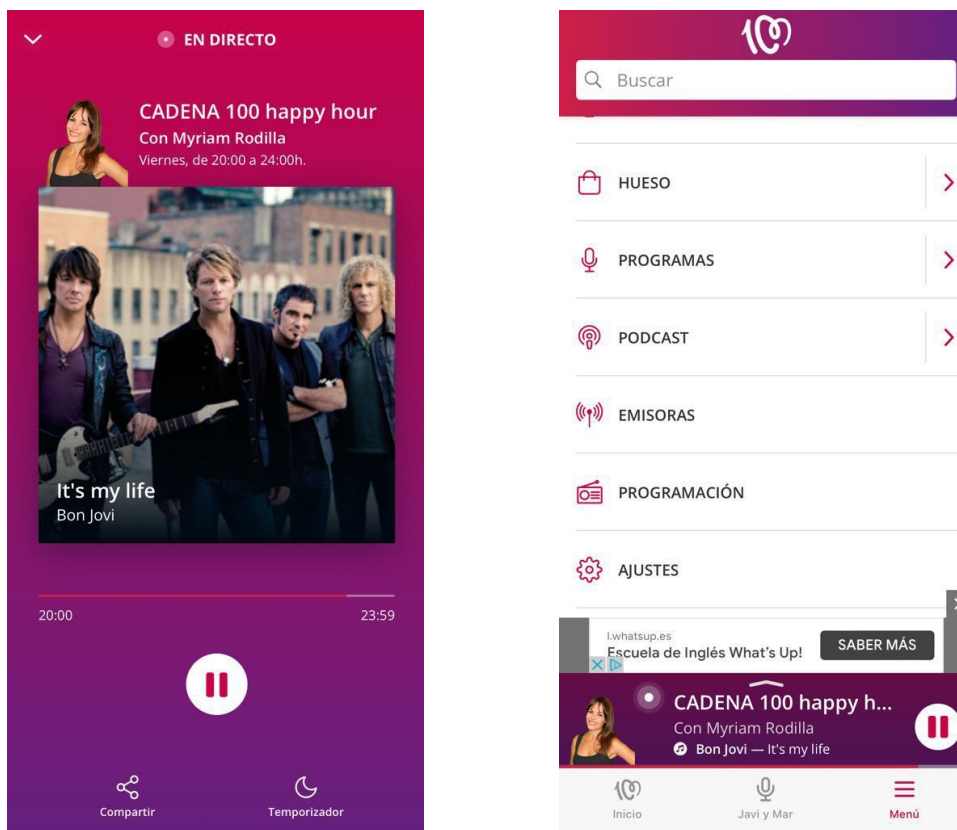 EN DIRECTO
CADENA 100 happy hour
Con Myriam Rodilla
Viernes, de 20:00 a 24:00h.
It's my life
Bon Jovi
20:00
23:59
Compartir
Temporizador
100
Buscar
HUESO
PROGRAMAS
PODCAST
EMISORAS
PROGRAMACIÓN
AJUSTES
l.whatsup.es
Escuela de Inglés What's Up!
SABER MÁS
CADENA 100 happy h...
Con Myriam Rodilla
Bon Jovi — It's my life
100
Inicio
Javi y Mar
Menú